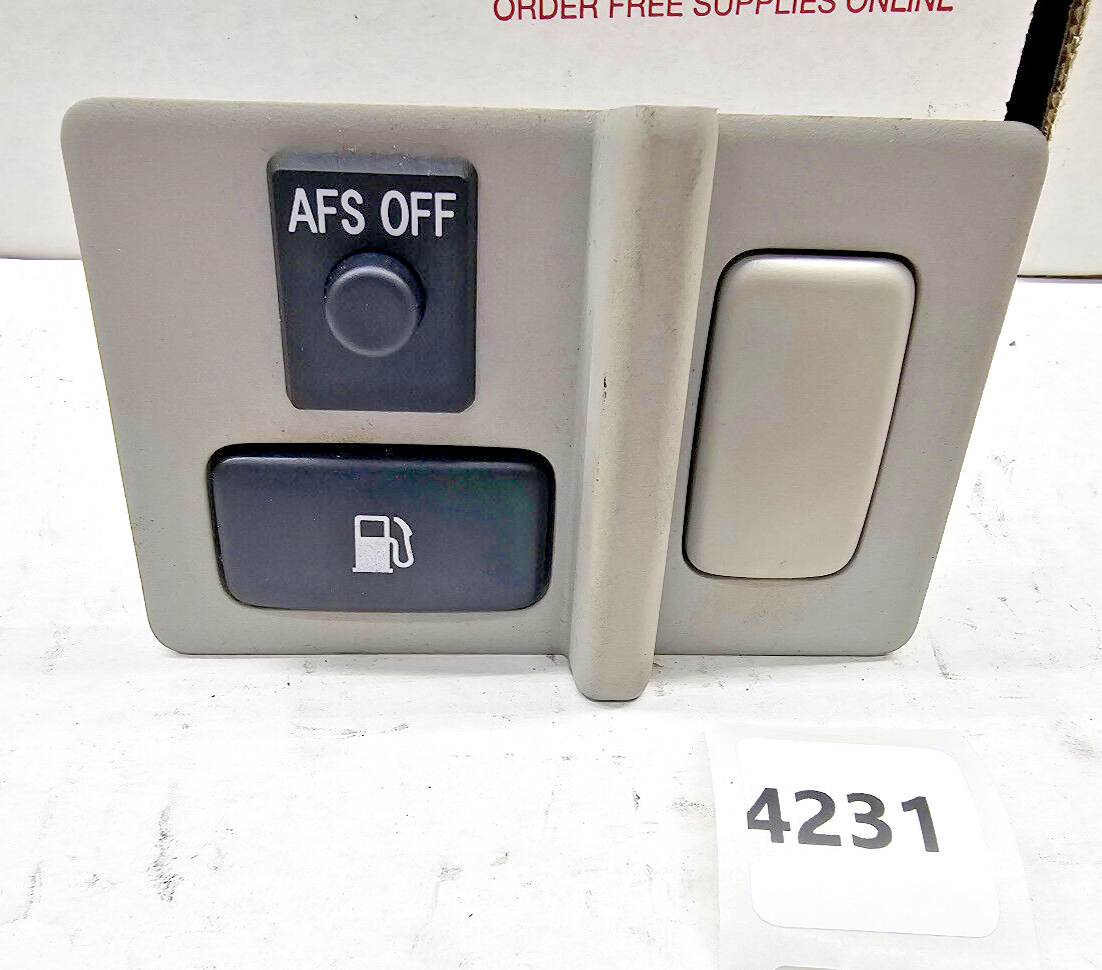 ORDER FREE SUPPLIES ONLINE
AFS OFF
4231